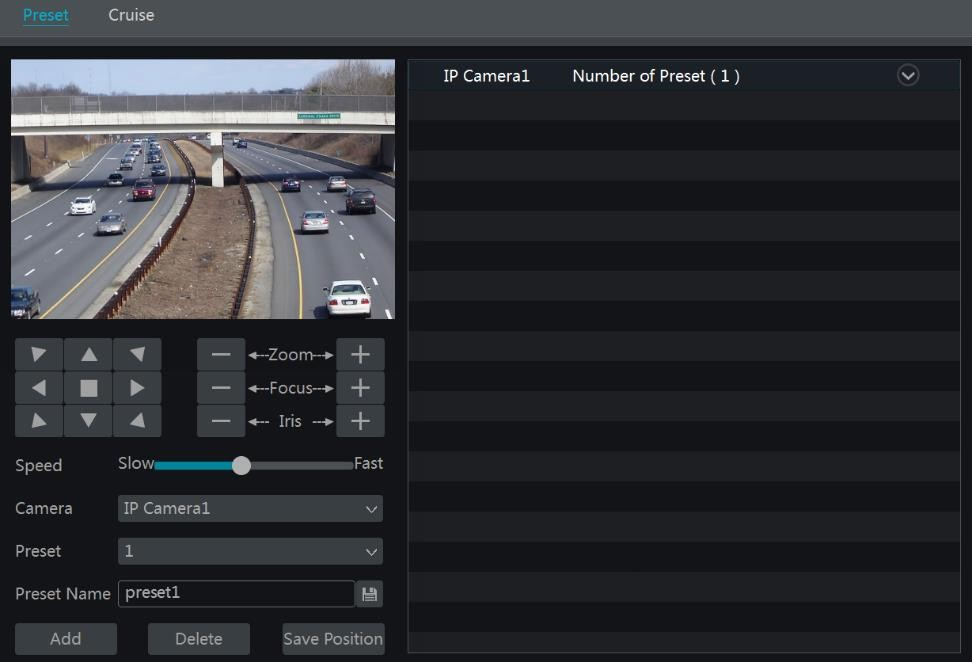 Preset Cruise
IP Camera1 Number of Preset ( 1 )
Zoom
Focus
Iris
Speed Slow Fast
Camera IP Camera1
Preset 1
Preset Name preset1
Add Delete Save Position